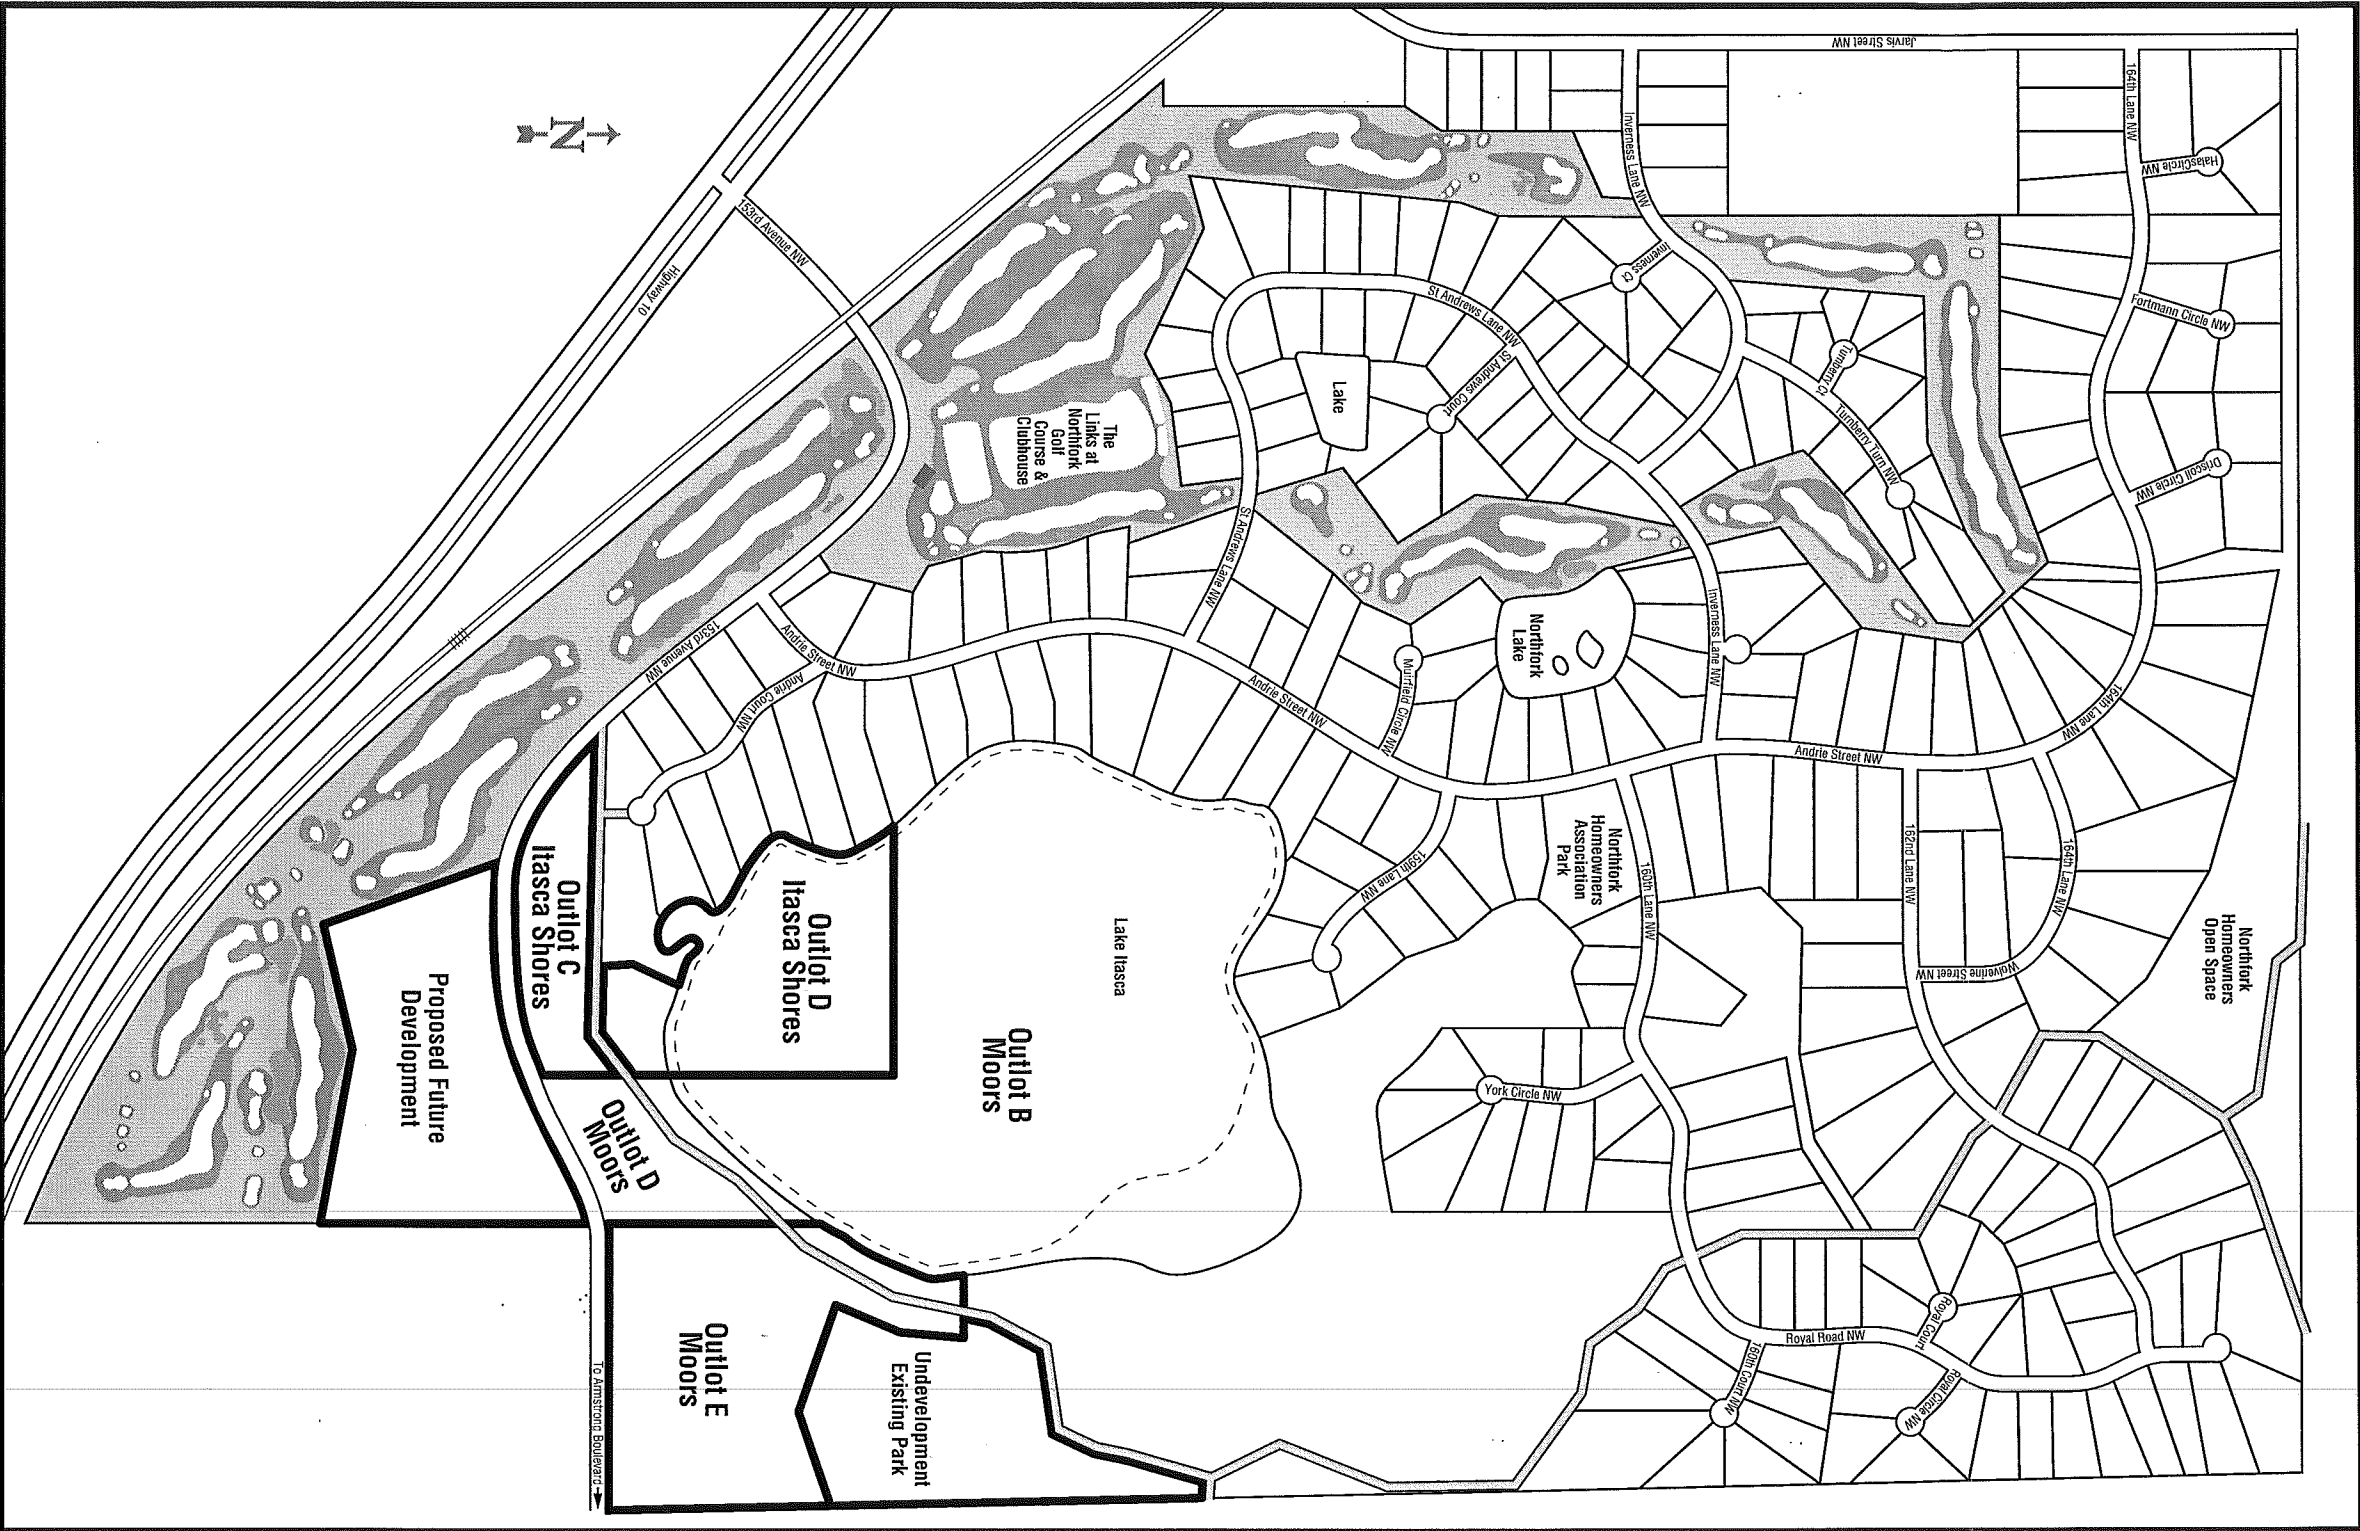 Jarvis Street NW
164th Lane NW
HalasCircle NW
Inverness Lane NW
N
153rd Avenue NW
Highway 10
Inverness Ct
St Andrews Lane NW
Fortmann Circle NW
Turnberry Ct
St Andrews Court
Lake
Turnberry Turn NW
The
Links at
Northfork
Golf
Course &
Clubhouse
Driscoll Circle NW
St Andrews Lane NW
Inverness Lane NW
Northfork
Lake
153rd Avenue NW
Andrie Street NW
Andrie Court NW
Muirfield Circle NW
Andrie Street NW
Andrie Street NW
164th Lane NW
164th Lane NW
162nd Lane NW
159th Lane NW
160th Lane NW
Northfork
Homeowners
Association
Park
Northfork
Homeowners
Open Space
Wolverine Street NW
Outlot C
Itasca Shores
Outlot D
Itasca Shores
Lake Itasca
Outlot B
Moors
Proposed Future
Development
Outlot D
Moors
York Circle NW
Royal Court
Royal Road NW
160th Court NW
Royal Circle NW
Outlot E
Moors
Undevelopment
Existing Park
To Armstrong Boulevard